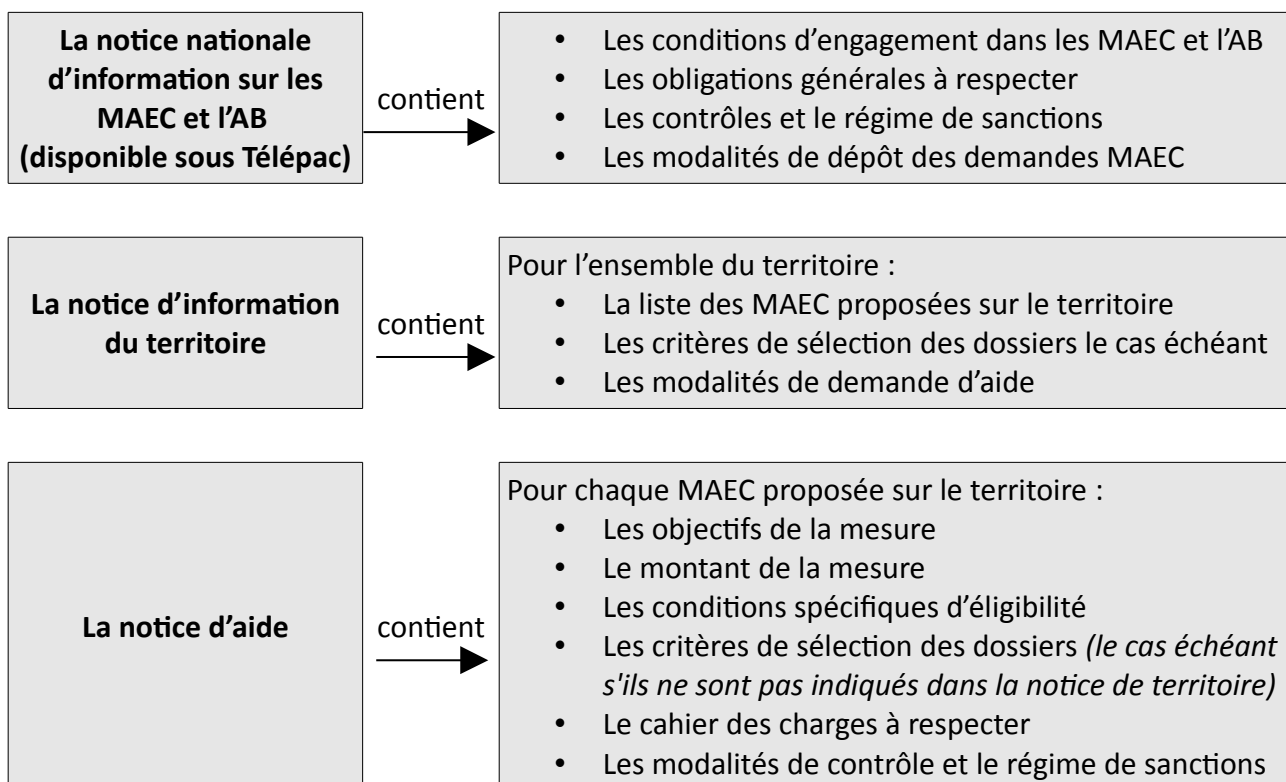 La notice nationale
d’information sur les
MAEC et l’AB
(disponible sous Télépac)
contient
• Les conditions d’engagement dans les MAEC et l’AB
• Les obligations générales à respecter
• Les contrôles et le régime de sanctions
• Les modalités de dépôt des demandes MAEC
La notice d’information
du territoire
contient
Pour l’ensemble du territoire :
• La liste des MAEC proposées sur le territoire
• Les critères de sélection des dossiers le cas échéant
• Les modalités de demande d’aide
La notice d’aide
contient
Pour chaque MAEC proposée sur le territoire :
• Les objectifs de la mesure
• Le montant de la mesure
• Les conditions spécifiques d’éligibilité
• Les critères de sélection des dossiers (le cas échéant
s'ils ne sont pas indiqués dans la notice de territoire)
• Le cahier des charges à respecter
• Les modalités de contrôle et le régime de sanctions